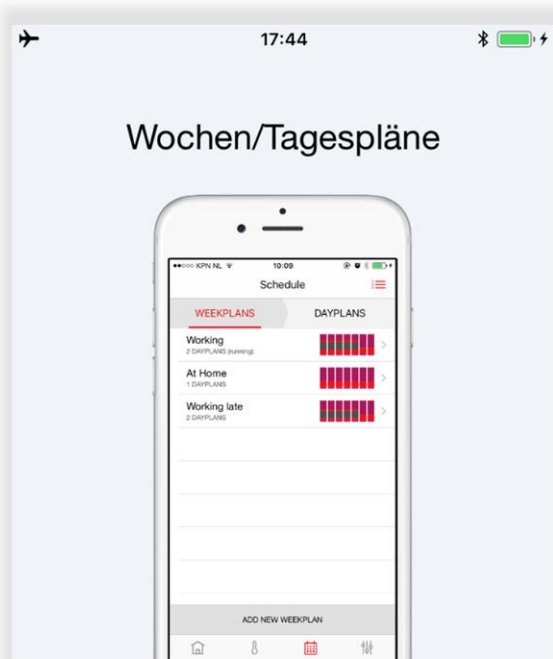 17:44
Wochen/Tagespläne
KPN NL 10:09
Schedule
WEEKPLANS DAYPLANS
Working
2 DAYPLANS (running)
At Home
1 DAYPLANS
Working late
2 DAYPLANS
ADD NEW WEEKPLAN